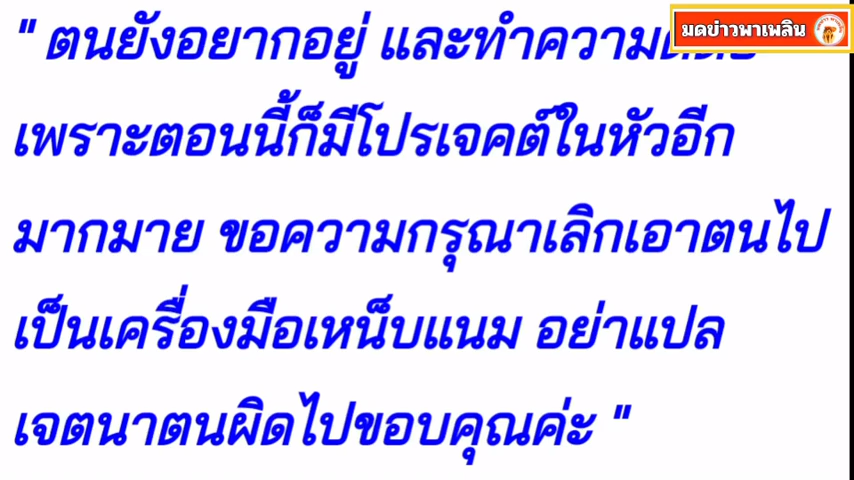 มดข่าวพาเพลิน
" ตนยังอยากอยู่ และทำความ
เพราะตอนนี้ก็มีโปรเจคต์ในหัวอีก
มากมาย ขอความกรุณาเลิกเอาตนไป
เป็นเครื่องมือเหน็บแนม อย่าแปล
เจตนาตนผิดไปขอบคุณค่ะ "